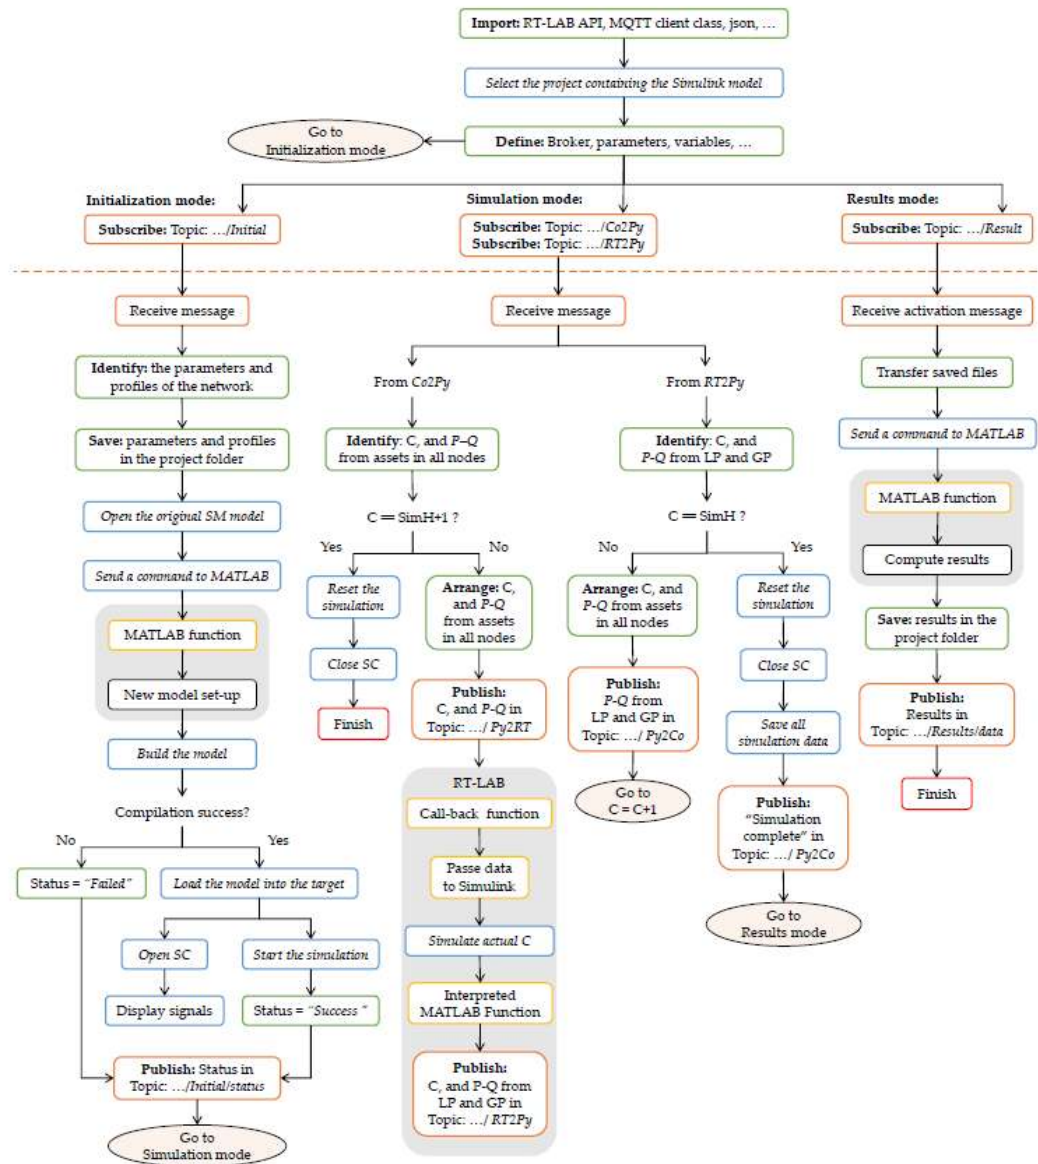 Import: RT-LAB API, MQTT client class, json, …
Select the project containing the Simulink model
Go to
Initialization mode
Define: Broker, parameters, variables, …
Initialization mode:
Subscribe: Topic: …/Initial
Simulation mode:
Subscribe: Topic: …/Co2Py
Subscribe: Topic: …/RT2Py
Results mode:
Subscribe: Topic: …/Result
Receive message
Identify: the parameters and
profiles of the network
Save: parameters and profiles
in the project folder
Open the original SM model
Send a command to MATLAB
MATLAB function
New model set-up
Build the model
Compilation success?
No
Yes
Status = “Failed”
Load the model into the target
Open SC
Start the simulation
Display signals
Status = “Success ”
Publish: Status in
Topic: …/Initial/status
Go to
Simulation mode
Receive message
From Co2Py
Identify: C, and P–Q
from assets in all nodes
C == SimH+1 ?
Yes
No
Reset the
simulation
Close SC
Finish
Arrange: C,
and P-Q
from assets
in all nodes
Publish:
C, and P-Q in
Topic: …/ Py2RT
RT-LAB
Call-back function
Passe data
to Simulink
Simulate actual C
Interpreted
MATLAB Function
Publish:
C, and P-Q from
LP and GP in
Topic: …/ RT2Py
From RT2Py
Identify: C, and
P-Q from LP and GP
C == SimH ?
No
Yes
Arrange: C, and
P-Q from assets
in all nodes
Publish:
P-Q from
LP and GP in
Topic: …/ Py2Co
Go to
C = C+1
Reset the
simulation
Close SC
Save all
simulation data
Publish:
“Simulation
complete” in
Topic: …/ Py2Co
Go to
Results mode
Receive activation message
Transfer saved files
Send a command to MATLAB
MATLAB function
Compute results
Save: results in the
project folder
Publish:
Results in
Topic: …/Results/data
Finish